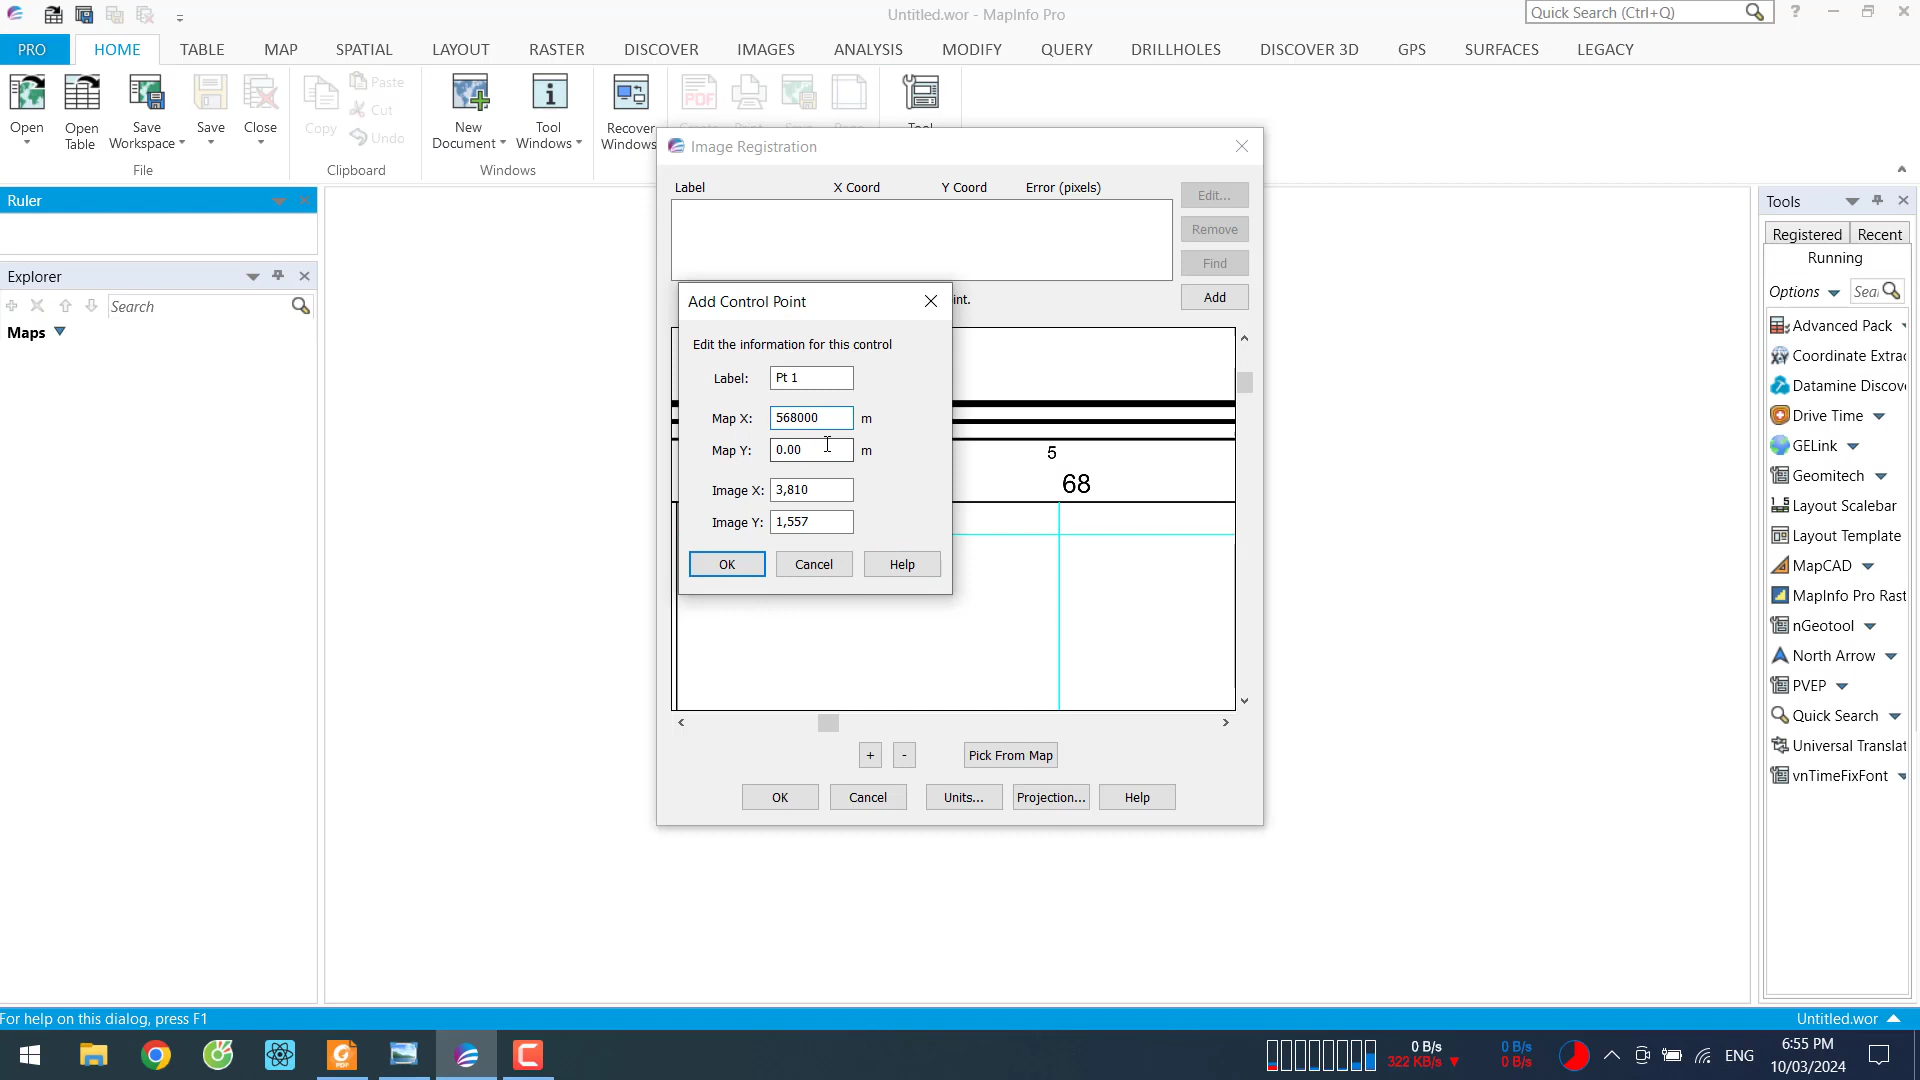 Untitled.wor - MapInfo Pro
Quick Search (Ctrl+Q)
PRO HOME TABLE MAP SPATIAL LAYOUT RASTER DISCOVER IMAGES ANALYSIS MODIFY QUERY DRILLHOLES DISCOVER 3D GPS SURFACES LEGACY
Open
Open Table
Save Workspace
Save
Close
Copy
Paste
Cut
Undo
New Document
Tool Windows
Recover Windows
PDF
File Clipboard Windows
Ruler
Explorer
Search
Maps
Image Registration
Label X Coord Y Coord Error (pixels)
Edit...
Remove
Find
Add
int.
Add Control Point
Edit the information for this control
Label: Pt 1
Map X: 568000 m
Map Y: 0.00 m
Image X: 3,810
Image Y: 1,557
OK Cancel Help
5
68
+ - Pick From Map
OK Cancel Units... Projection... Help
Tools
Registered Recent
Running
Options Sea
Advanced Pack
Coordinate Extra
Datamine Discov
Drive Time
GELink
Geomitech
Layout Scalebar
Layout Template
MapCAD
MapInfo Pro Rast
nGeotool
North Arrow
PVEP
Quick Search
Universal Translat
vnTimeFixFont
For help on this dialog, press F1
Untitled.wor
0 B/s
322 KB/s
0 B/s
0 B/s
ENG
6:55 PM
10/03/2024